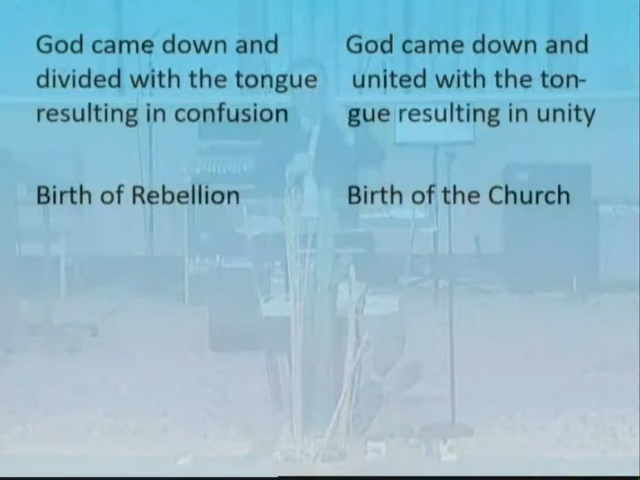 God came down and
divided with the tongue
resulting in confusion
Birth of Rebellion
God came down and
united with the ton-
gue resulting in unity
Birth of the Church